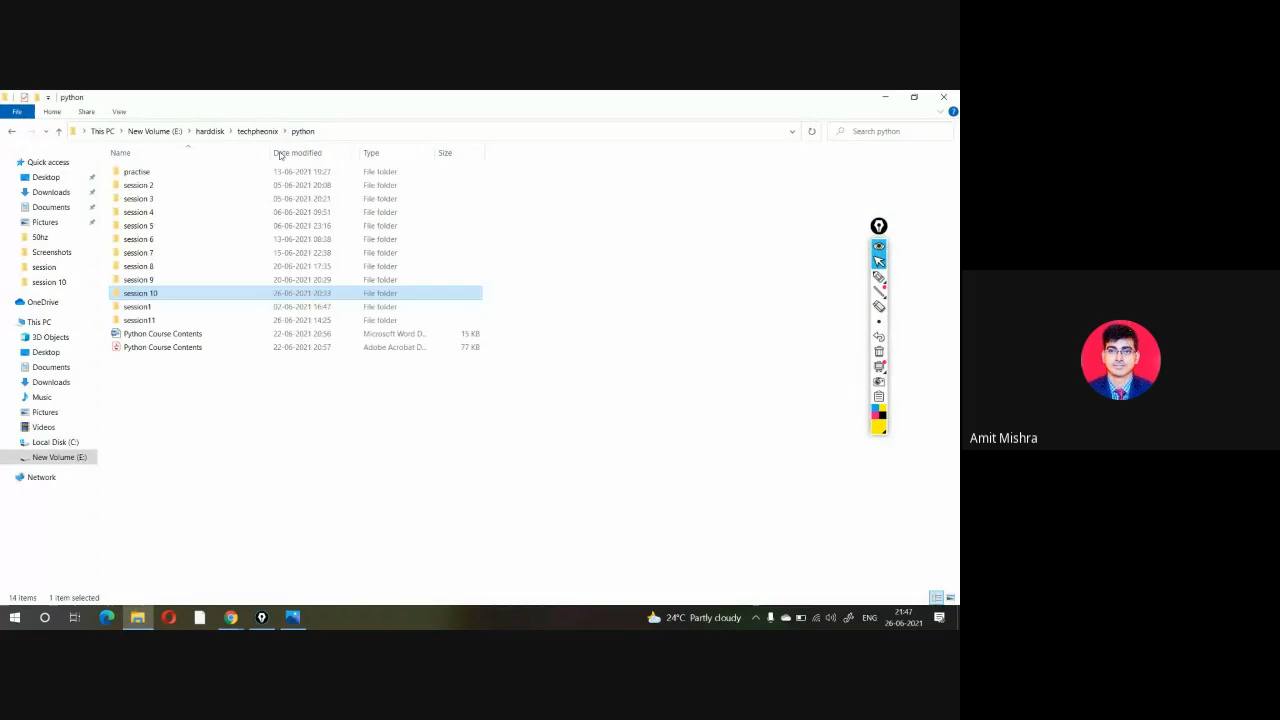 python
File Home Share View
This PC New Volume (E:) harddisk techpheonix python Search python
Name Date modified Type Size
Quick access
Desktop
Downloads
Documents
Pictures
50hz
Screenshots
session
session 10
OneDrive
This PC
3D Objects
Desktop
Documents
Downloads
Music
Pictures
Videos
Local Disk (C:)
New Volume (E:)
Network
practise 13-06-2021 19:27 File folder
session 2 05-06-2021 20:08 File folder
session 3 05-06-2021 20:21 File folder
session 4 06-06-2021 09:51 File folder
session 5 06-06-2021 23:16 File folder
session 6 13-06-2021 08:38 File folder
session 7 15-06-2021 22:38 File folder
session 8 20-06-2021 17:35 File folder
session 9 20-06-2021 20:29 File folder
session 10 26-06-2021 20:33 File folder
session1 02-06-2021 16:47 File folder
session11 26-06-2021 14:25 File folder
Python Course Contents 22-06-2021 20:56 Microsoft Word D... 15 KB
Python Course Contents 22-06-2021 20:57 Adobe Acrobat D... 77 KB
Amit Mishra
14 items 1 item selected
24°C Partly cloudy ENG 21:47
26-06-2021